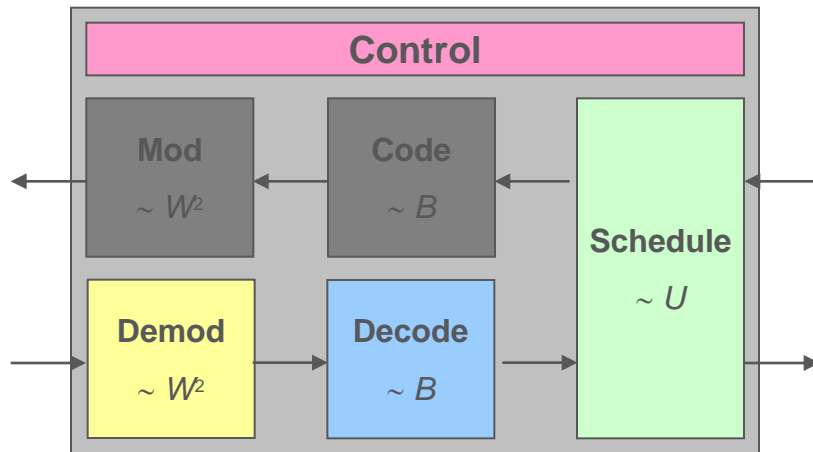 Control
Mod
~ W²
Code
~ B
Schedule
~ U
Demod
~ W²
Decode
~ B